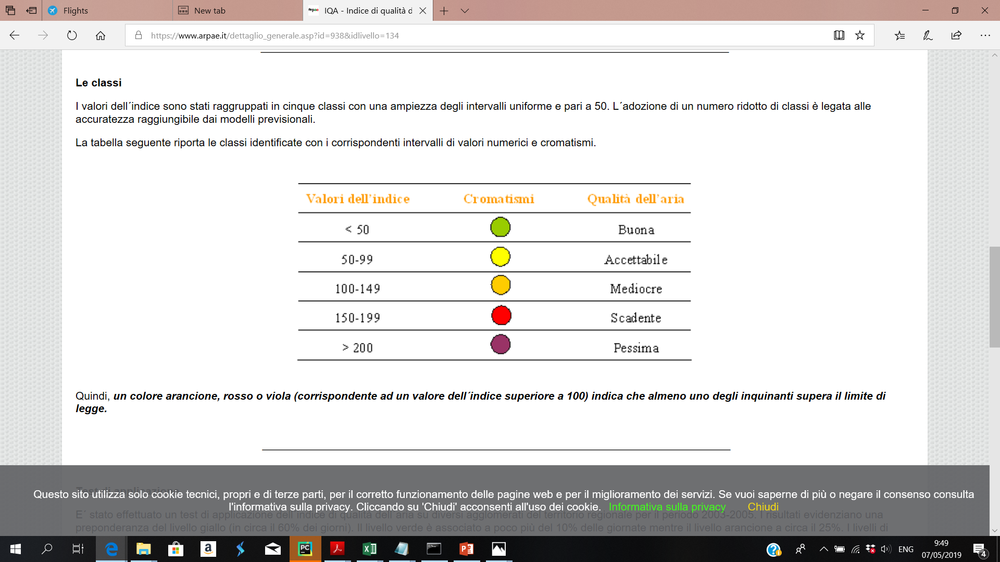 Flights
New tab
arpae IQA - Indice di qualità d
https://www.arpae.it/dettaglio_generale.asp?id=938&idlivello=134
Le classi
I valori dell´indice sono stati raggruppati in cinque classi con una ampiezza degli intervalli uniforme e pari a 50. L´adozione di un numero ridotto di classi è legata alle
accuratezza raggiungibile dai modelli previsionali.
La tabella seguente riporta le classi identificate con i corrispondenti intervalli di valori numerici e cromatismi.
Valori dell'indice Cromatismi Qualità dell'aria
< 50 Buona
50-99 Accettabile
100-149 Mediocre
150-199 Scadente
> 200 Pessima
Quindi, un colore arancione, rosso o viola (corrispondente ad un valore dell´indice superiore a 100) indica che almeno uno degli inquinanti supera il limite di
legge.
Test di applicazione
Questo sito utilizza solo cookie tecnici, propri e di terze parti, per il corretto funzionamento delle pagine web e per il miglioramento dei servizi. Se vuoi saperne di più o negare il consenso consulta
l'informativa sulla privacy. Cliccando su 'Chiudi' acconsenti all'uso dei cookie. Informativa sulla privacy Chiudi
E´ stato effettuato un test di applicazione dell´indice di qualità dell´aria su diversi agglomerati del territorio regionale per il periodo 2003-2005. I risultati evidenziano una
preponderanza del livello giallo (in circa il 60% dei giorni). Il livello verde è associato a poco più del 10% delle giornate mentre il livello arancione a circa il 25%. I livelli di
ENG
9:49
07/05/2019
4